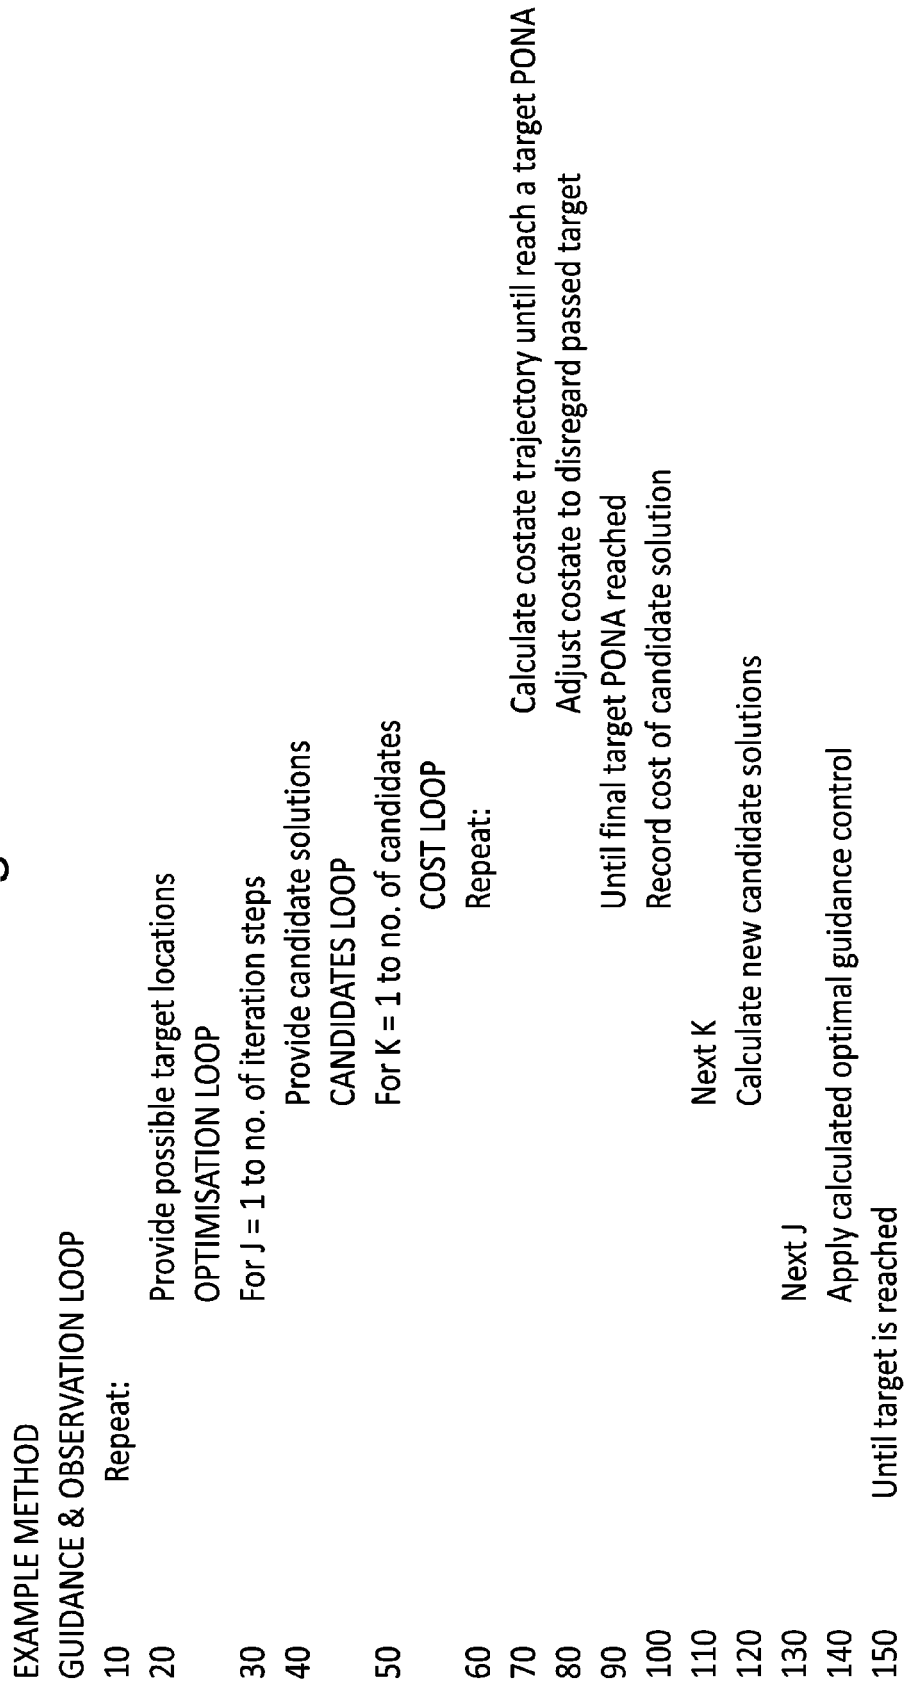 EXAMPLE METHOD
GUIDANCE & OBSERVATION LOOP
10 Repeat:
20 Provide possible target locations
OPTIMISATION LOOP
30 For J = 1 to no. of iteration steps
40 Provide candidate solutions
CANDIDATES LOOP
50 For K = 1 to no. of candidates
COST LOOP
60 Repeat:
70 Calculate costate trajectory until reach a target PONA
80 Adjust costate to disregard passed target
90 Until final target PONA reached
100 Record cost of candidate solution
110 Next K
120 Calculate new candidate solutions
130 Next J
140 Apply calculated optimal guidance control
150 Until target is reached